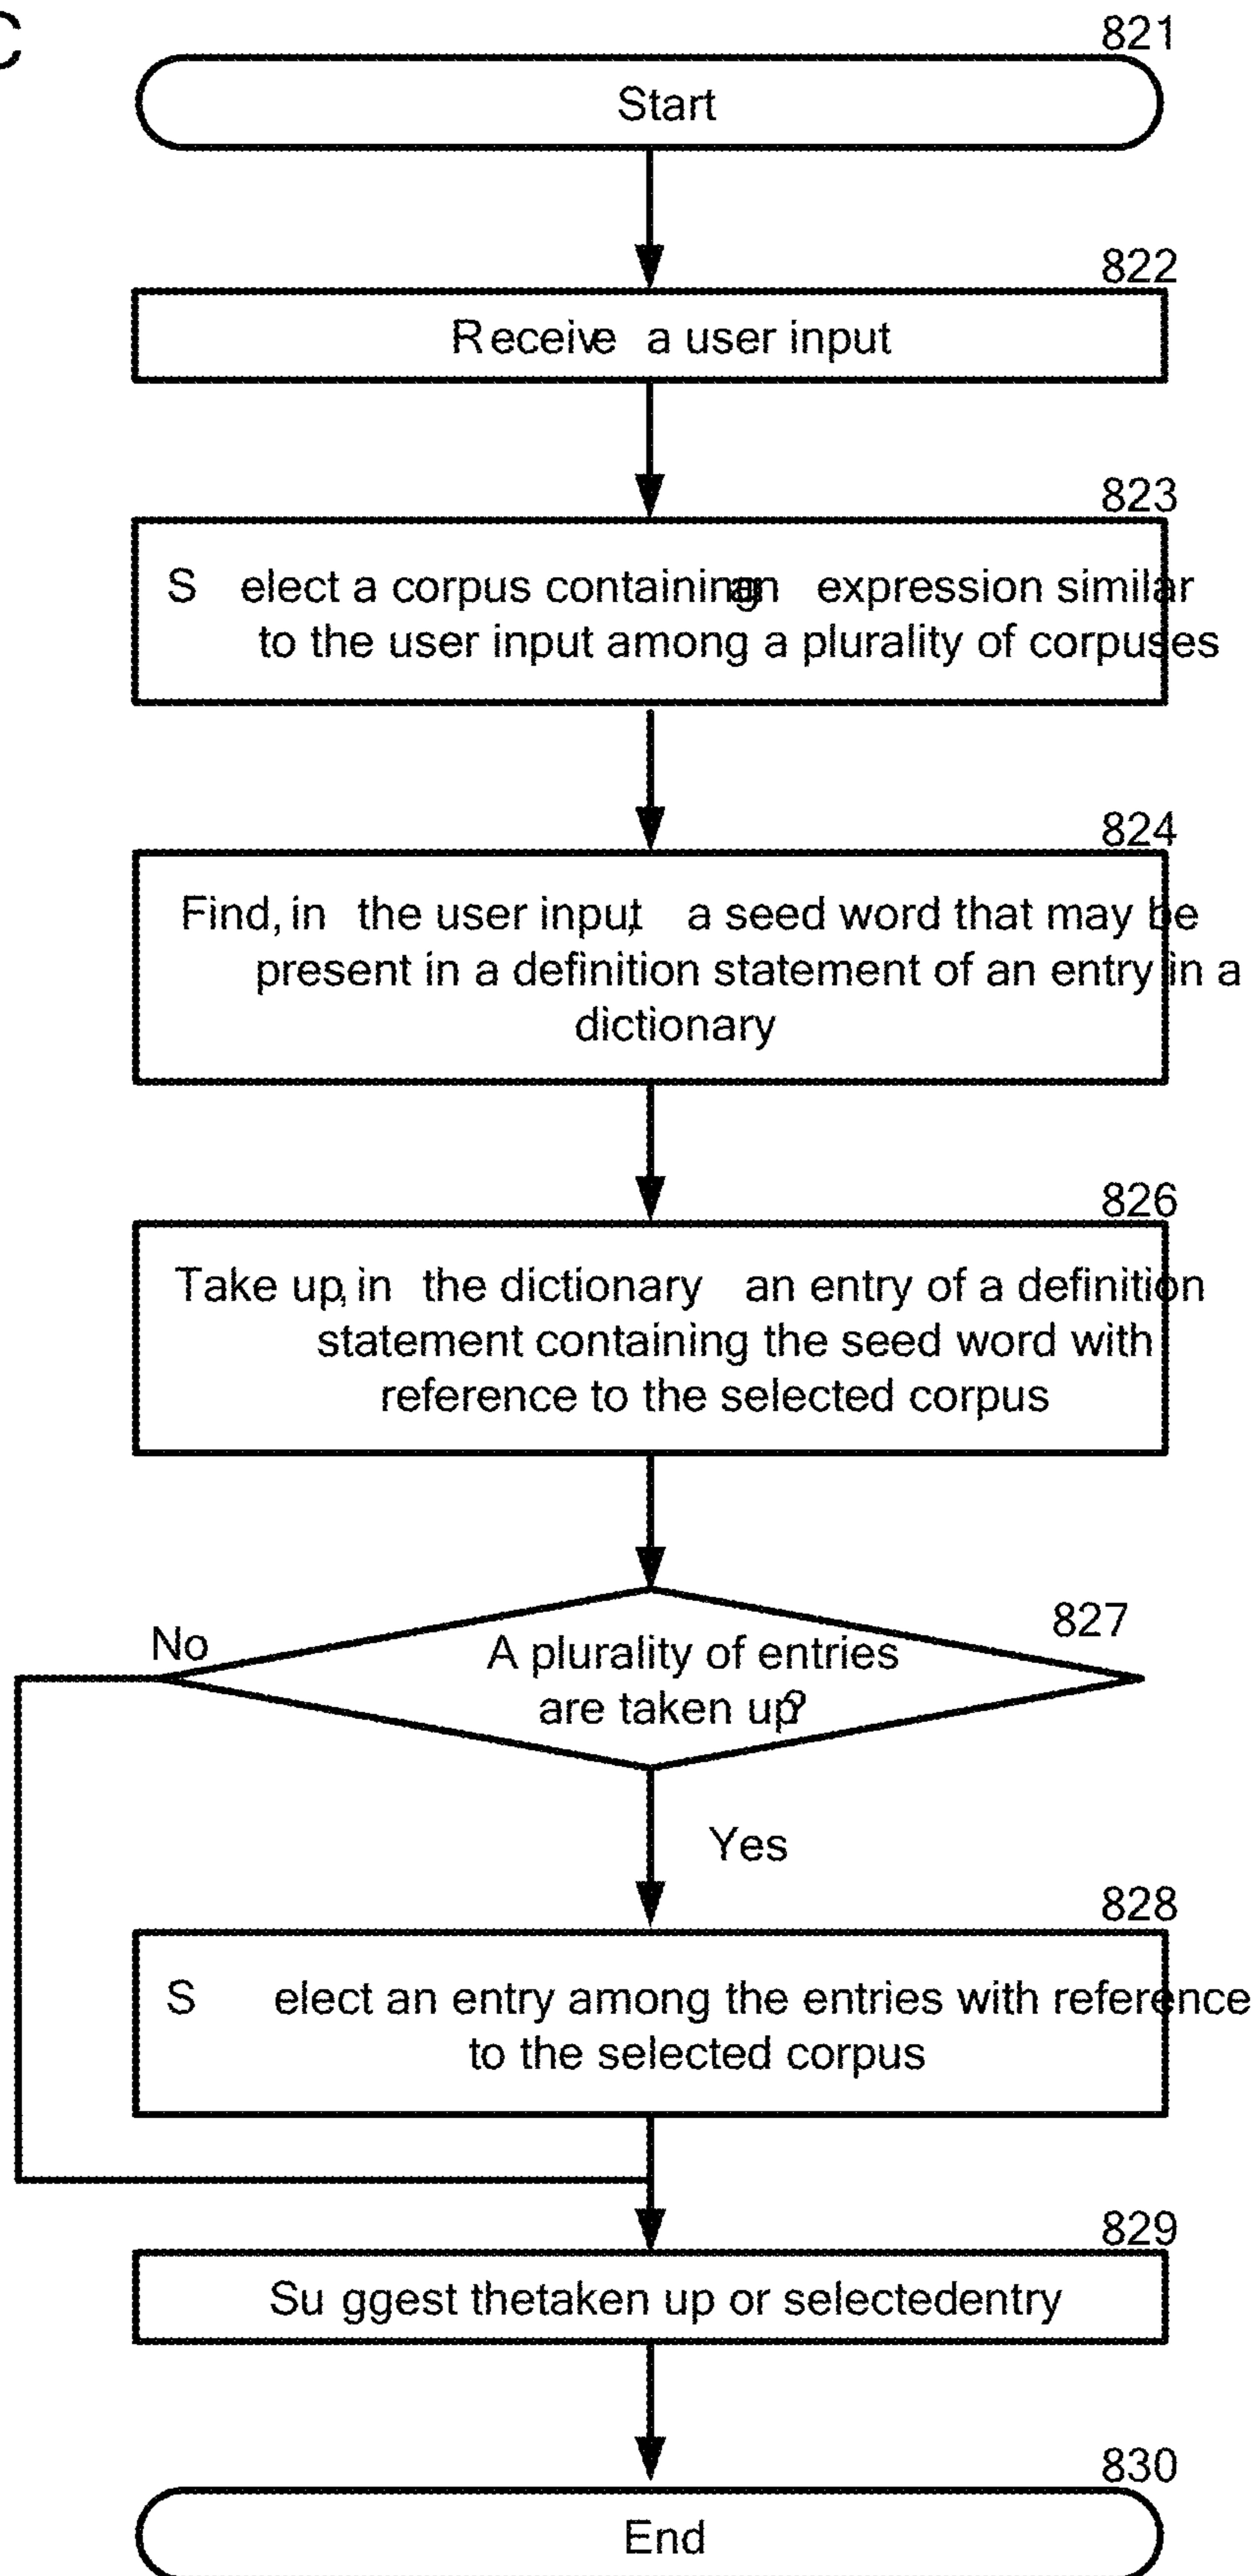 C
821
Start
822
Receive a user input
823
Select a corpus containing an expression similar
to the user input among a plurality of corpuses
824
Find, in the user input, a seed word that may be
present in a definition statement of an entry in a
dictionary
826
Take up, in the dictionary an entry of a definition
statement containing the seed word with
reference to the selected corpus
827
No
A plurality of entries
are taken up?
Yes
828
Select an entry among the entries with reference
to the selected corpus
829
Suggest the taken up or selected entry
830
End